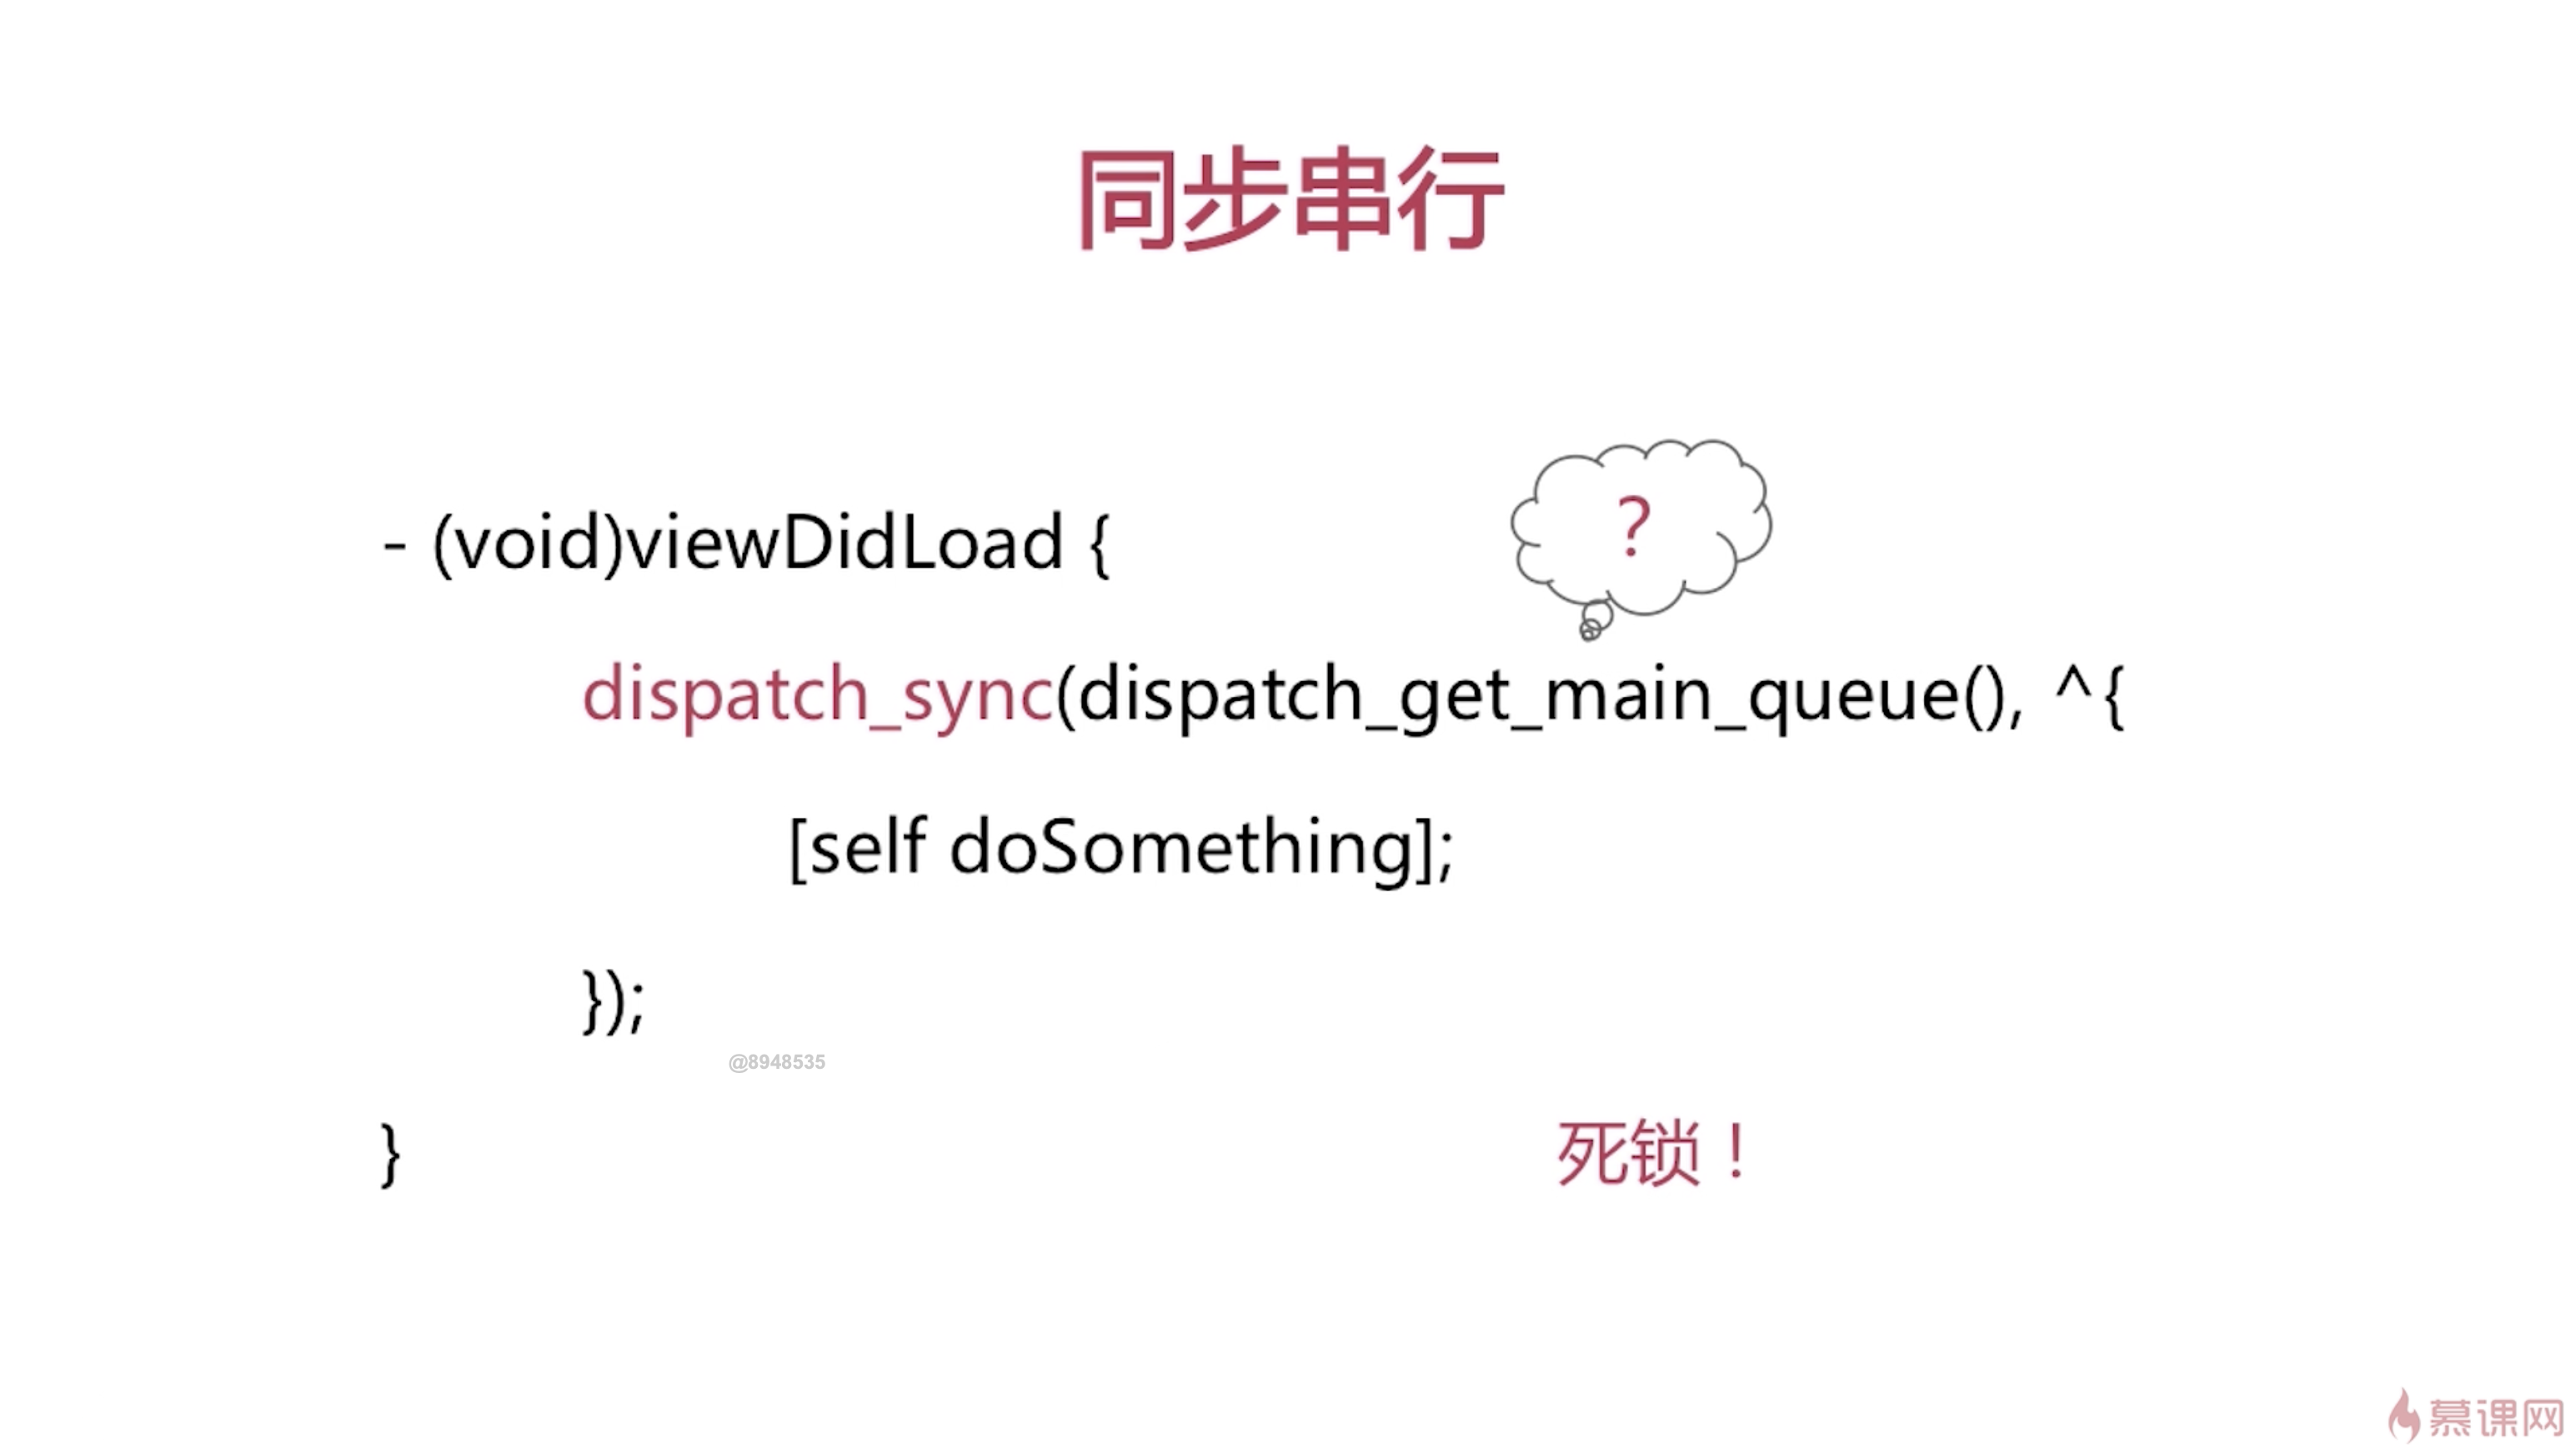 同步串行
?
- (void)viewDidLoad {
dispatch_sync(dispatch_get_main_queue(), ^{
[self doSomething];
});
@8948535
}
死锁！
慕课网